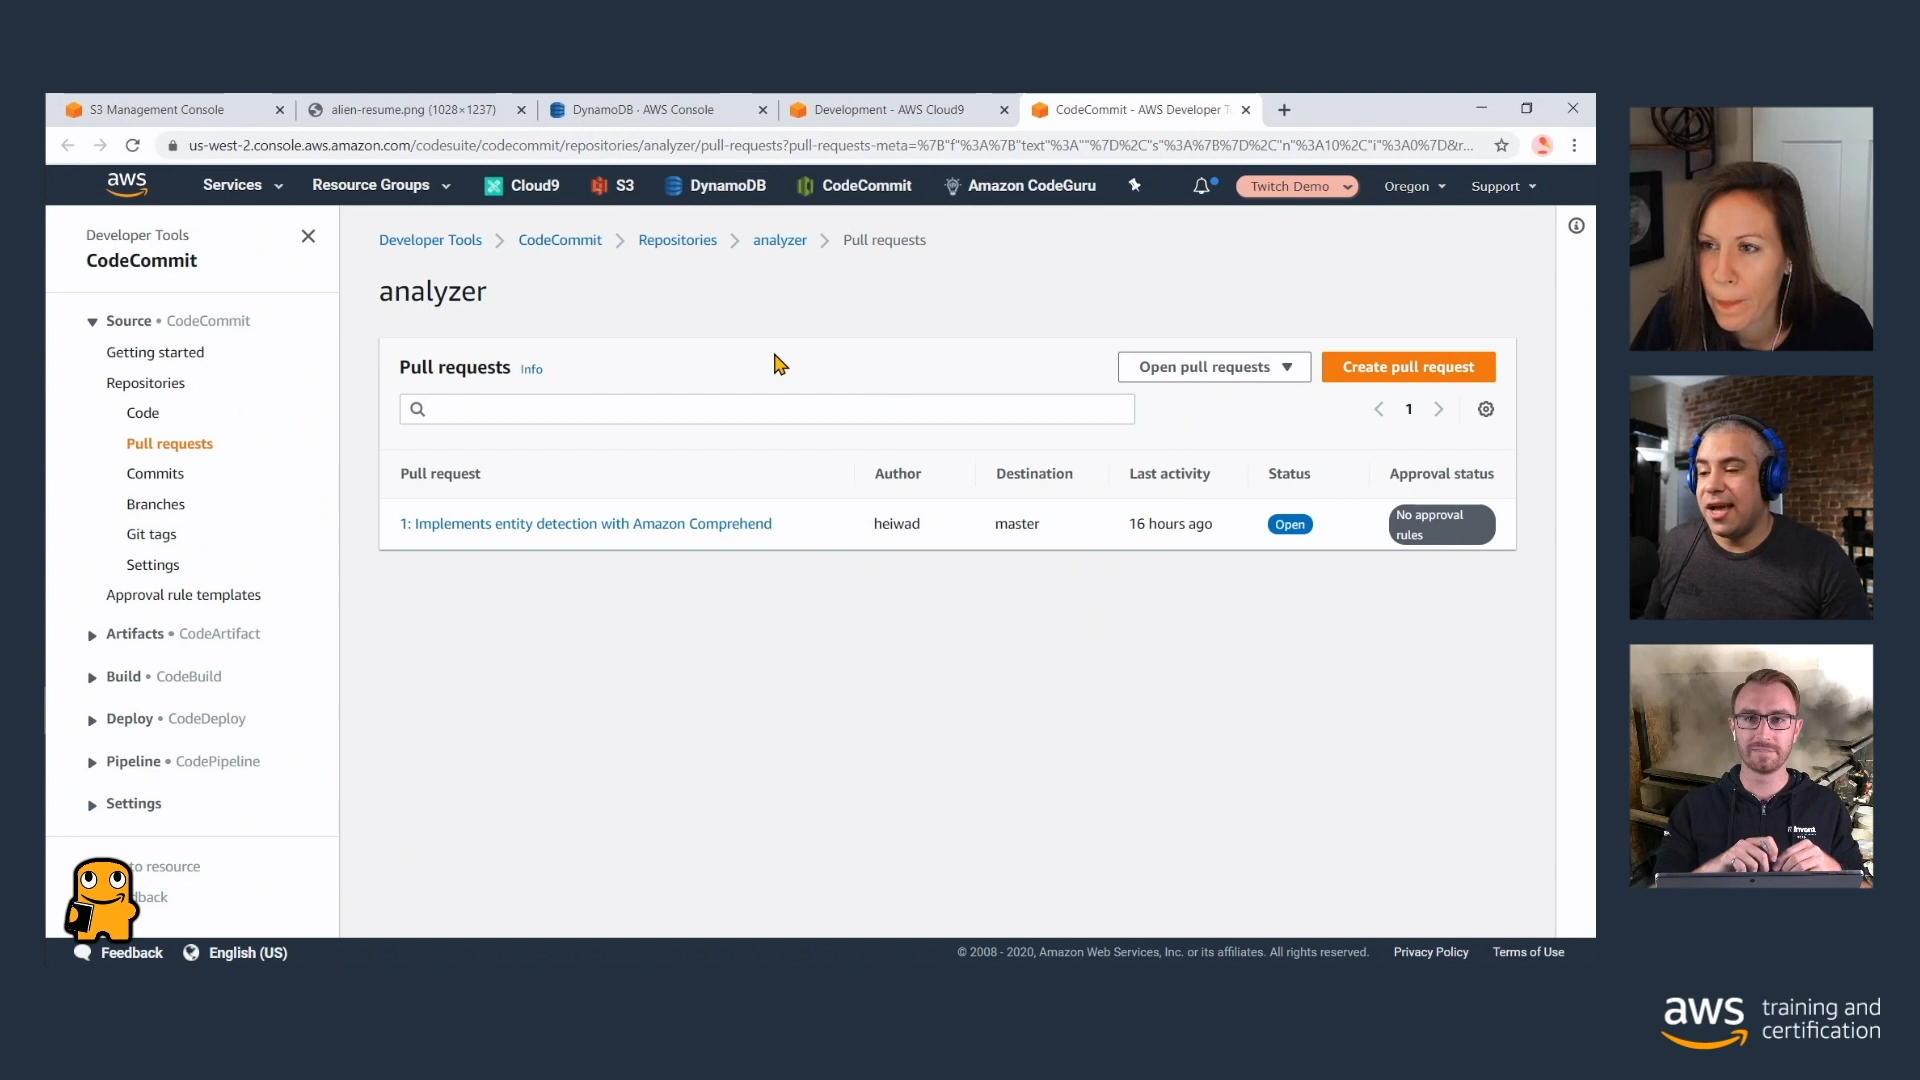 S3 Management Console
alien-resume.png (1028×1237)
DynamoDB · AWS Console
Development - AWS Cloud9
CodeCommit - AWS Developer T
us-west-2.console.aws.amazon.com/codesuite/codecommit/repositories/analyzer/pull-requests?pull-requests-meta=%7B"f"%3A%7B"text"%3A""%7D%2C"s"%3A%7B%7D%2C"n"%3A10%2C"i"%3A0%7D&r...
aws
Services
Resource Groups
Cloud9
S3
DynamoDB
CodeCommit
Amazon CodeGuru
Twitch Demo
Oregon
Support
Developer Tools
CodeCommit
Source • CodeCommit
Getting started
Repositories
Code
Pull requests
Commits
Branches
Git tags
Settings
Approval rule templates
Artifacts • CodeArtifact
Build • CodeBuild
Deploy • CodeDeploy
Pipeline • CodePipeline
Settings
to resource
dback
Developer Tools
CodeCommit
Repositories
analyzer
Pull requests
analyzer
Pull requests Info
Open pull requests
Create pull request
1
Pull request Author Destination Last activity Status Approval status
1: Implements entity detection with Amazon Comprehend heiwad master 16 hours ago Open No approval
rules
Feedback
English (US)
© 2008 - 2020, Amazon Web Services, Inc. or its affiliates. All rights reserved.
Privacy Policy
Terms of Use
re:Invent
aws training and
certification